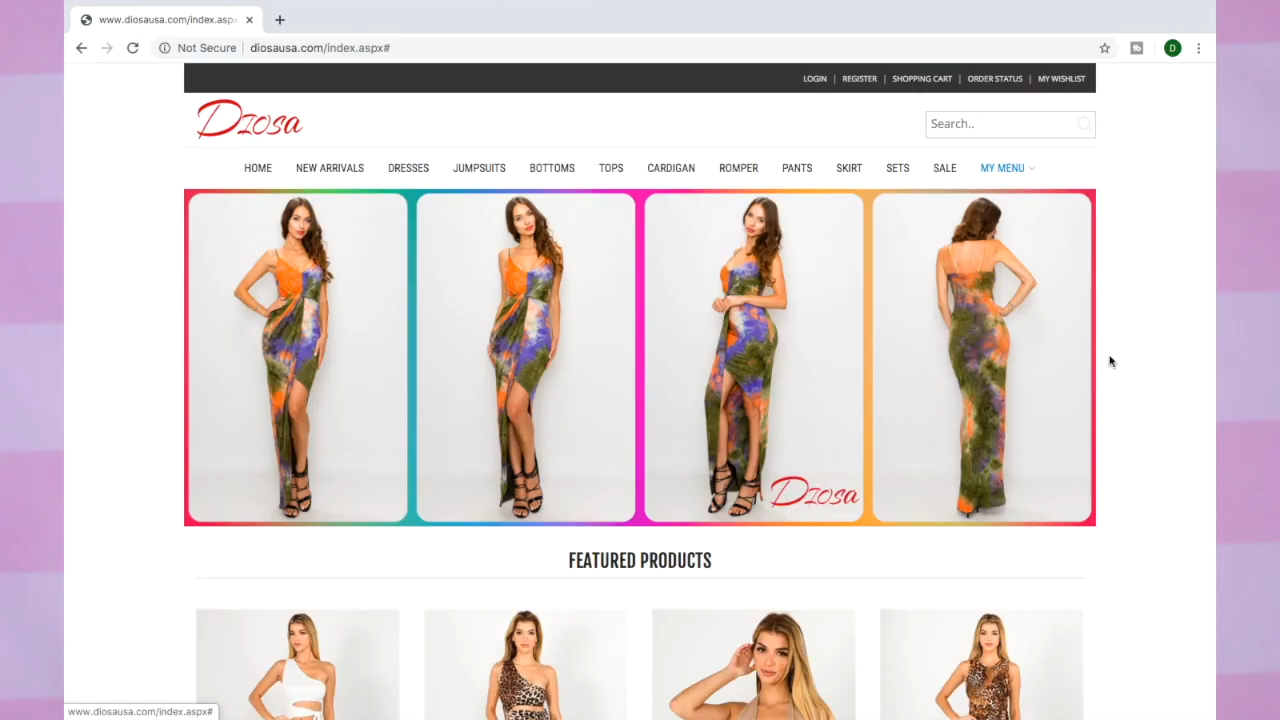 www.diosausa.com/index.aspx
Not Secure diosausa.com/index.aspx#
D
LOGIN | REGISTER | SHOPPING CART | ORDER STATUS | MY WISHLIST
Diosa
Search..
HOME NEW ARRIVALS DRESSES JUMPSUITS BOTTOMS TOPS CARDIGAN ROMPER PANTS SKIRT SETS SALE MY MENU
Diosa
FEATURED PRODUCTS
www.diosausa.com/index.aspx#